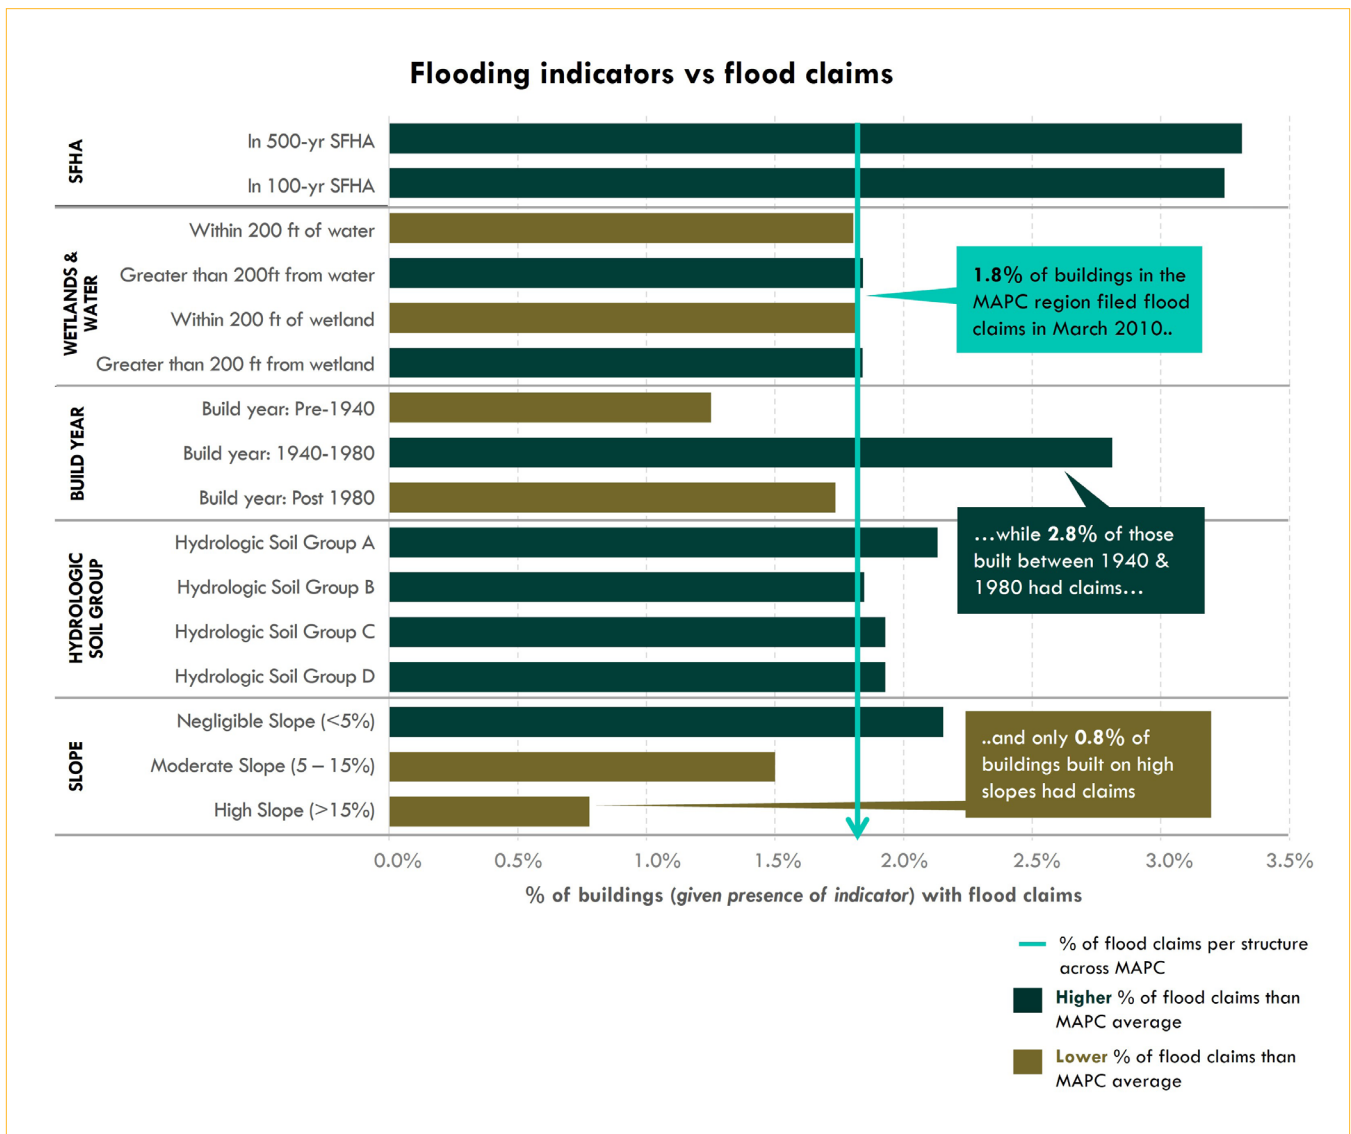 Flooding indicators vs flood claims
SFHA
In 500-yr SFHA
In 100-yr SFHA
WETLANDS &
WATER
Within 200 ft of water
Greater than 200ft from water
Within 200 ft of wetland
Greater than 200 ft from wetland
1.8% of buildings in the
MAPC region filed flood
claims in March 2010..
BUILD YEAR
Build year: Pre-1940
Build year: 1940-1980
Build year: Post 1980
…while 2.8% of those
built between 1940 &
1980 had claims…
HYDROLOGIC
SOIL GROUP
Hydrologic Soil Group A
Hydrologic Soil Group B
Hydrologic Soil Group C
Hydrologic Soil Group D
SLOPE
Negligible Slope (<5%)
Moderate Slope (5 – 15%)
High Slope (>15%)
..and only 0.8% of
buildings built on high
slopes had claims
0.0% 0.5% 1.0% 1.5% 2.0% 2.5% 3.0% 3.5%
% of buildings (given presence of indicator) with flood claims
% of flood claims per structure
across MAPC
Higher % of flood claims than
MAPC average
Lower % of flood claims than
MAPC average